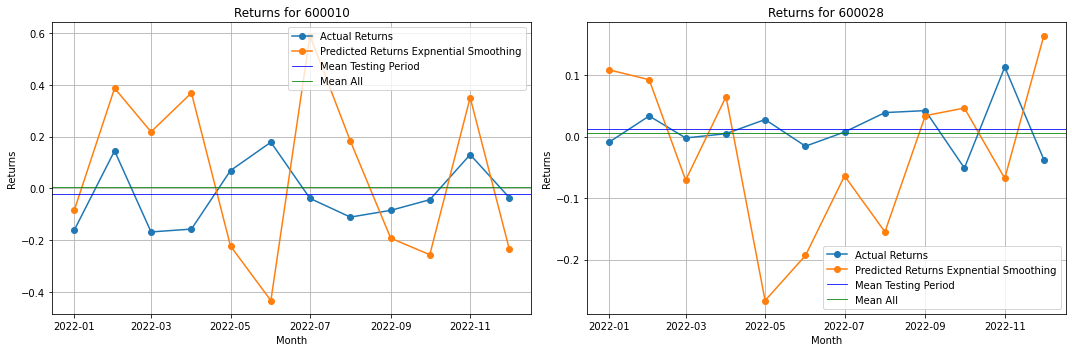 Returns for 600010
0.6
0.4
0.2
0.0
−0.2
−0.4
Returns
2022-01
2022-03
2022-05
2022-07
2022-09
2022-11
Month
Actual Returns
Predicted Returns Expnential Smoothing
Mean Testing Period
Mean All
Returns for 600028
0.1
0.0
−0.1
−0.2
Returns
2022-01
2022-03
2022-05
2022-07
2022-09
2022-11
Month
Actual Returns
Predicted Returns Expnential Smoothing
Mean Testing Period
Mean All